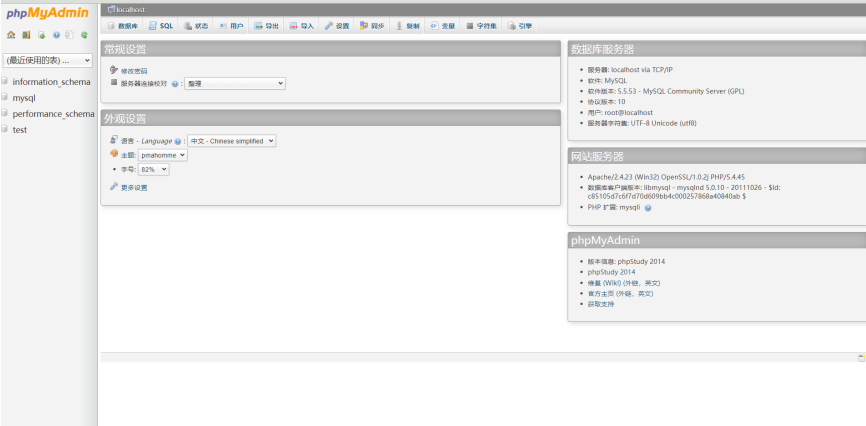 phpMyAdmin
(最近使用的表) ...
information_schema
mysql
performance_schema
test
localhost
数据库 SQL 状态 用户 导出 导入 设置 同步 复制 变量 字符集 引擎
常规设置
修改密码
服务器连接校对 : 整理
外观设置
语言 - Language : 中文 - Chinese simplified
主题: pmahomme
字号: 82%
更多设置
数据库服务器
服务器: localhost via TCP/IP
软件: MySQL
软件版本: 5.5.53 - MySQL Community Server (GPL)
协议版本: 10
用户: root@localhost
服务器字符集: UTF-8 Unicode (utf8)
网站服务器
Apache/2.4.23 (Win32) OpenSSL/1.0.2j PHP/5.4.45
数据库客户端版本: libmysql - mysqlnd 5.0.10 - 20111026 - $Id:
c85105d7c6f7d70d609bb4c000257868a40840ab $
PHP 扩展: mysqli
phpMyAdmin
版本信息: phpStudy 2014
phpStudy 2014
维基 (Wiki) (外链，英文)
官方主页 (外链，英文)
获取支持